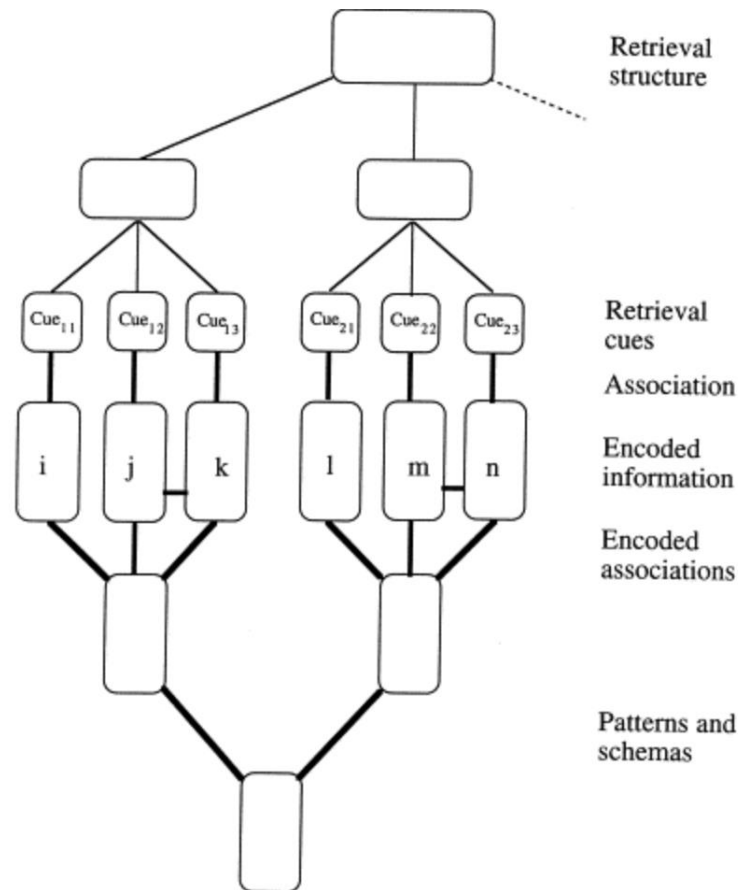 Retrieval
structure
Cue11 Cue12 Cue13 Cue21 Cue22 Cue23
Retrieval
cues
Association
i j k l m n
Encoded
information
Encoded
associations
Patterns and
schemas